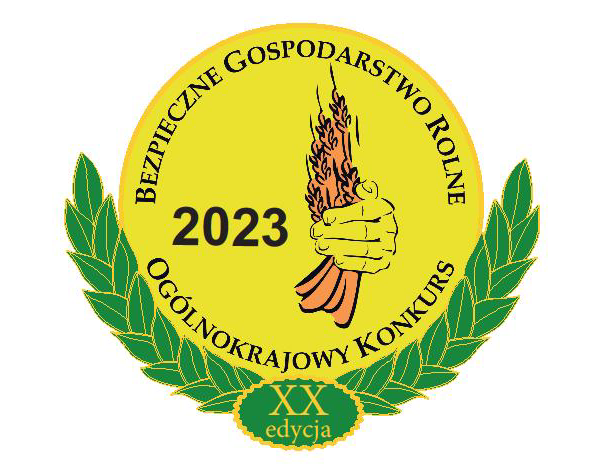 BEZPIECZNE GOSPODARSTWO ROLNE
2023
OGÓLNOKRAJOWY KONKURS
XX
edycja